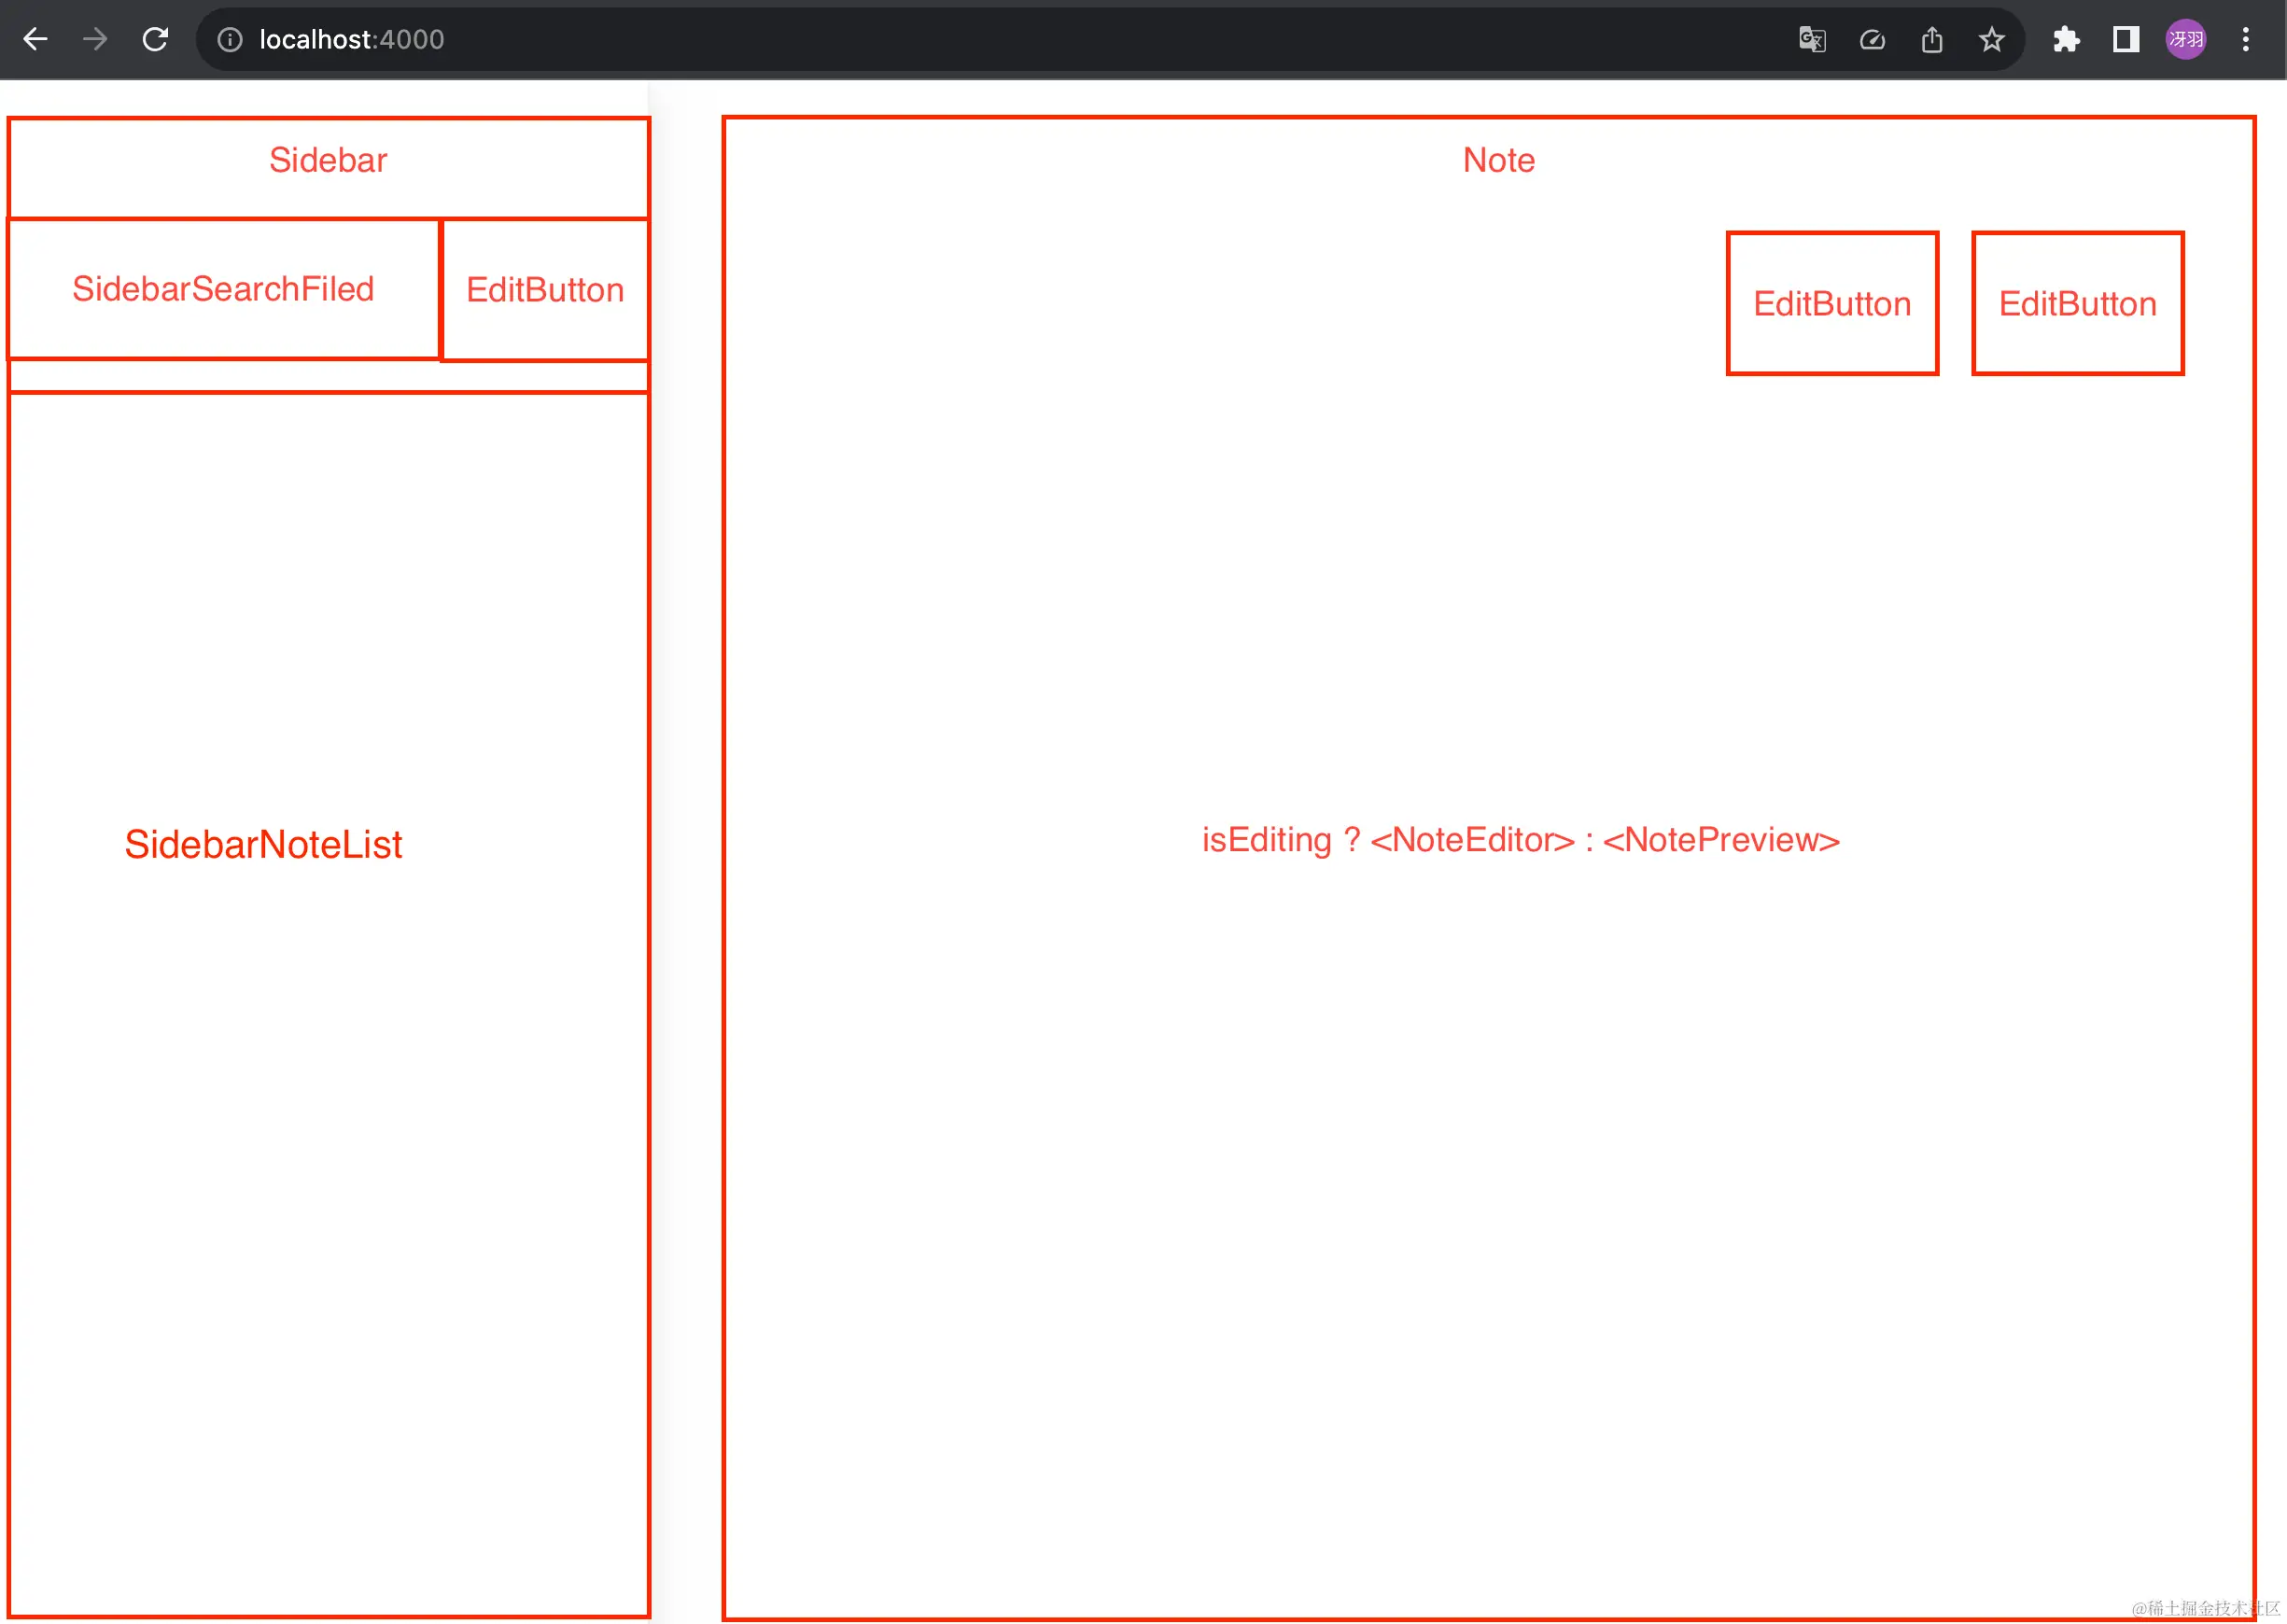 localhost:4000
冴羽
Sidebar
SidebarSearchFiled
EditButton
SidebarNoteList
Note
EditButton
EditButton
isEditing ? <NoteEditor> : <NotePreview>
@稀土掘金技术社区